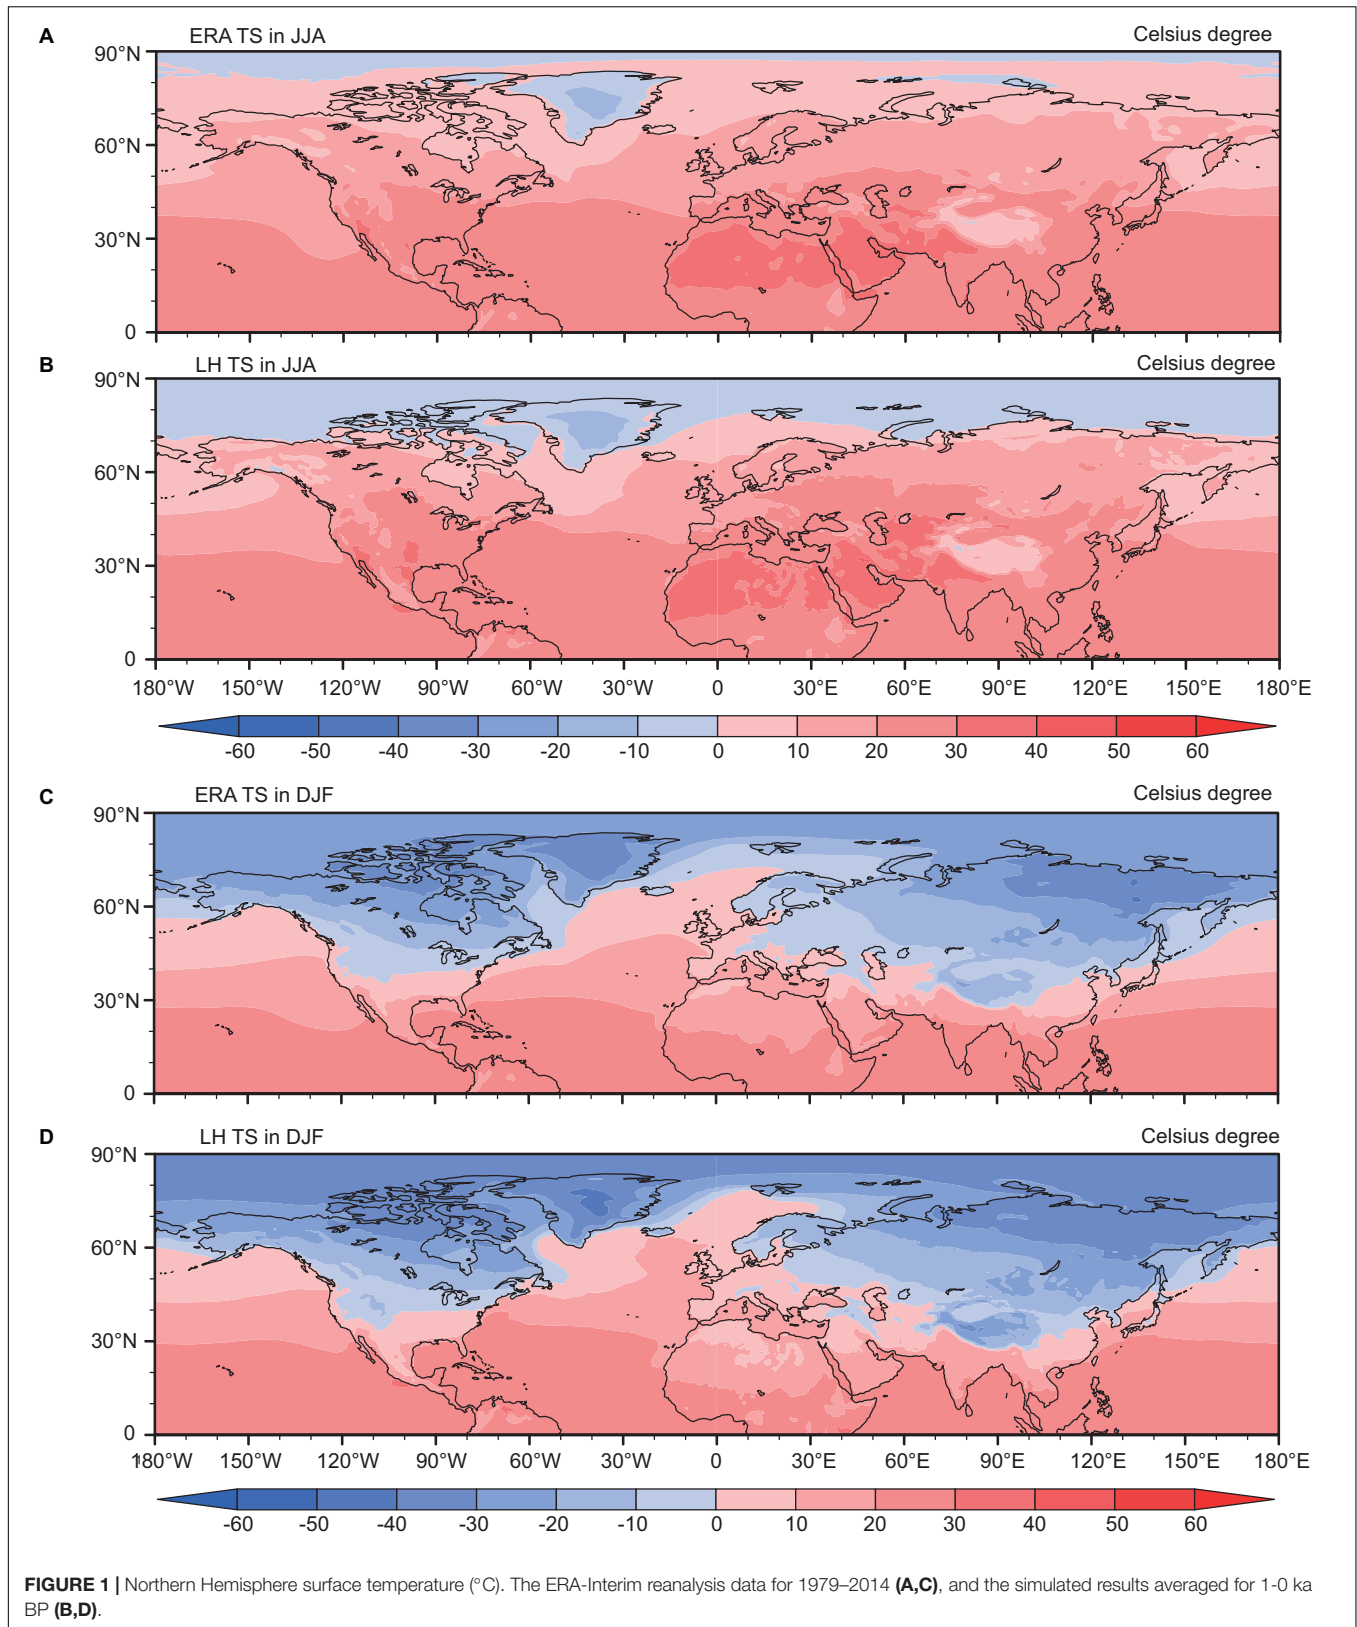 A
ERA TS in JJA
Celsius degree
90°N
60°N
30°N
0
B
LH TS in JJA
Celsius degree
90°N
60°N
30°N
0
180°W 150°W 120°W 90°W 60°W 30°W 0 30°E 60°E 90°E 120°E 150°E 180°E
-60 -50 -40 -30 -20 -10 0 10 20 30 40 50 60
C
ERA TS in DJF
Celsius degree
90°N
60°N
30°N
0
D
LH TS in DJF
Celsius degree
90°N
60°N
30°N
0
180°W 150°W 120°W 90°W 60°W 30°W 0 30°E 60°E 90°E 120°E 150°E 180°E
-60 -50 -40 -30 -20 -10 0 10 20 30 40 50 60
FIGURE 1 | Northern Hemisphere surface temperature (°C). The ERA-Interim reanalysis data for 1979–2014 (A,C), and the simulated results averaged for 1-0 ka
BP (B,D).